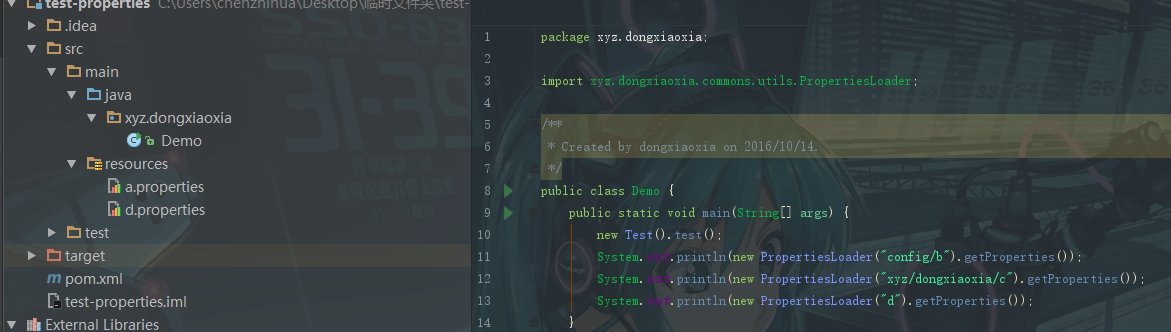 test-properties C:\Users\chenzhihua\Desktop\临时文件夹\test-
.idea
src
main
java
xyz.dongxiaoxia
Demo
resources
a.properties
d.properties
test
target
pom.xml
test-properties.iml
External Libraries
1 package xyz.dongxiaoxia;
2
3 import xyz.dongxiaoxia.commons.utils.PropertiesLoader;
4
5 /**
6 * Created by dongxiaoxia on 2016/10/14.
7 */
8 public class Demo {
9 public static void main(String[] args) {
10 new Test().test();
11 System.out.println(new PropertiesLoader("config/b").getProperties());
12 System.out.println(new PropertiesLoader("xyz/dongxiaoxia/c").getProperties());
13 System.out.println(new PropertiesLoader("d").getProperties());
14 }